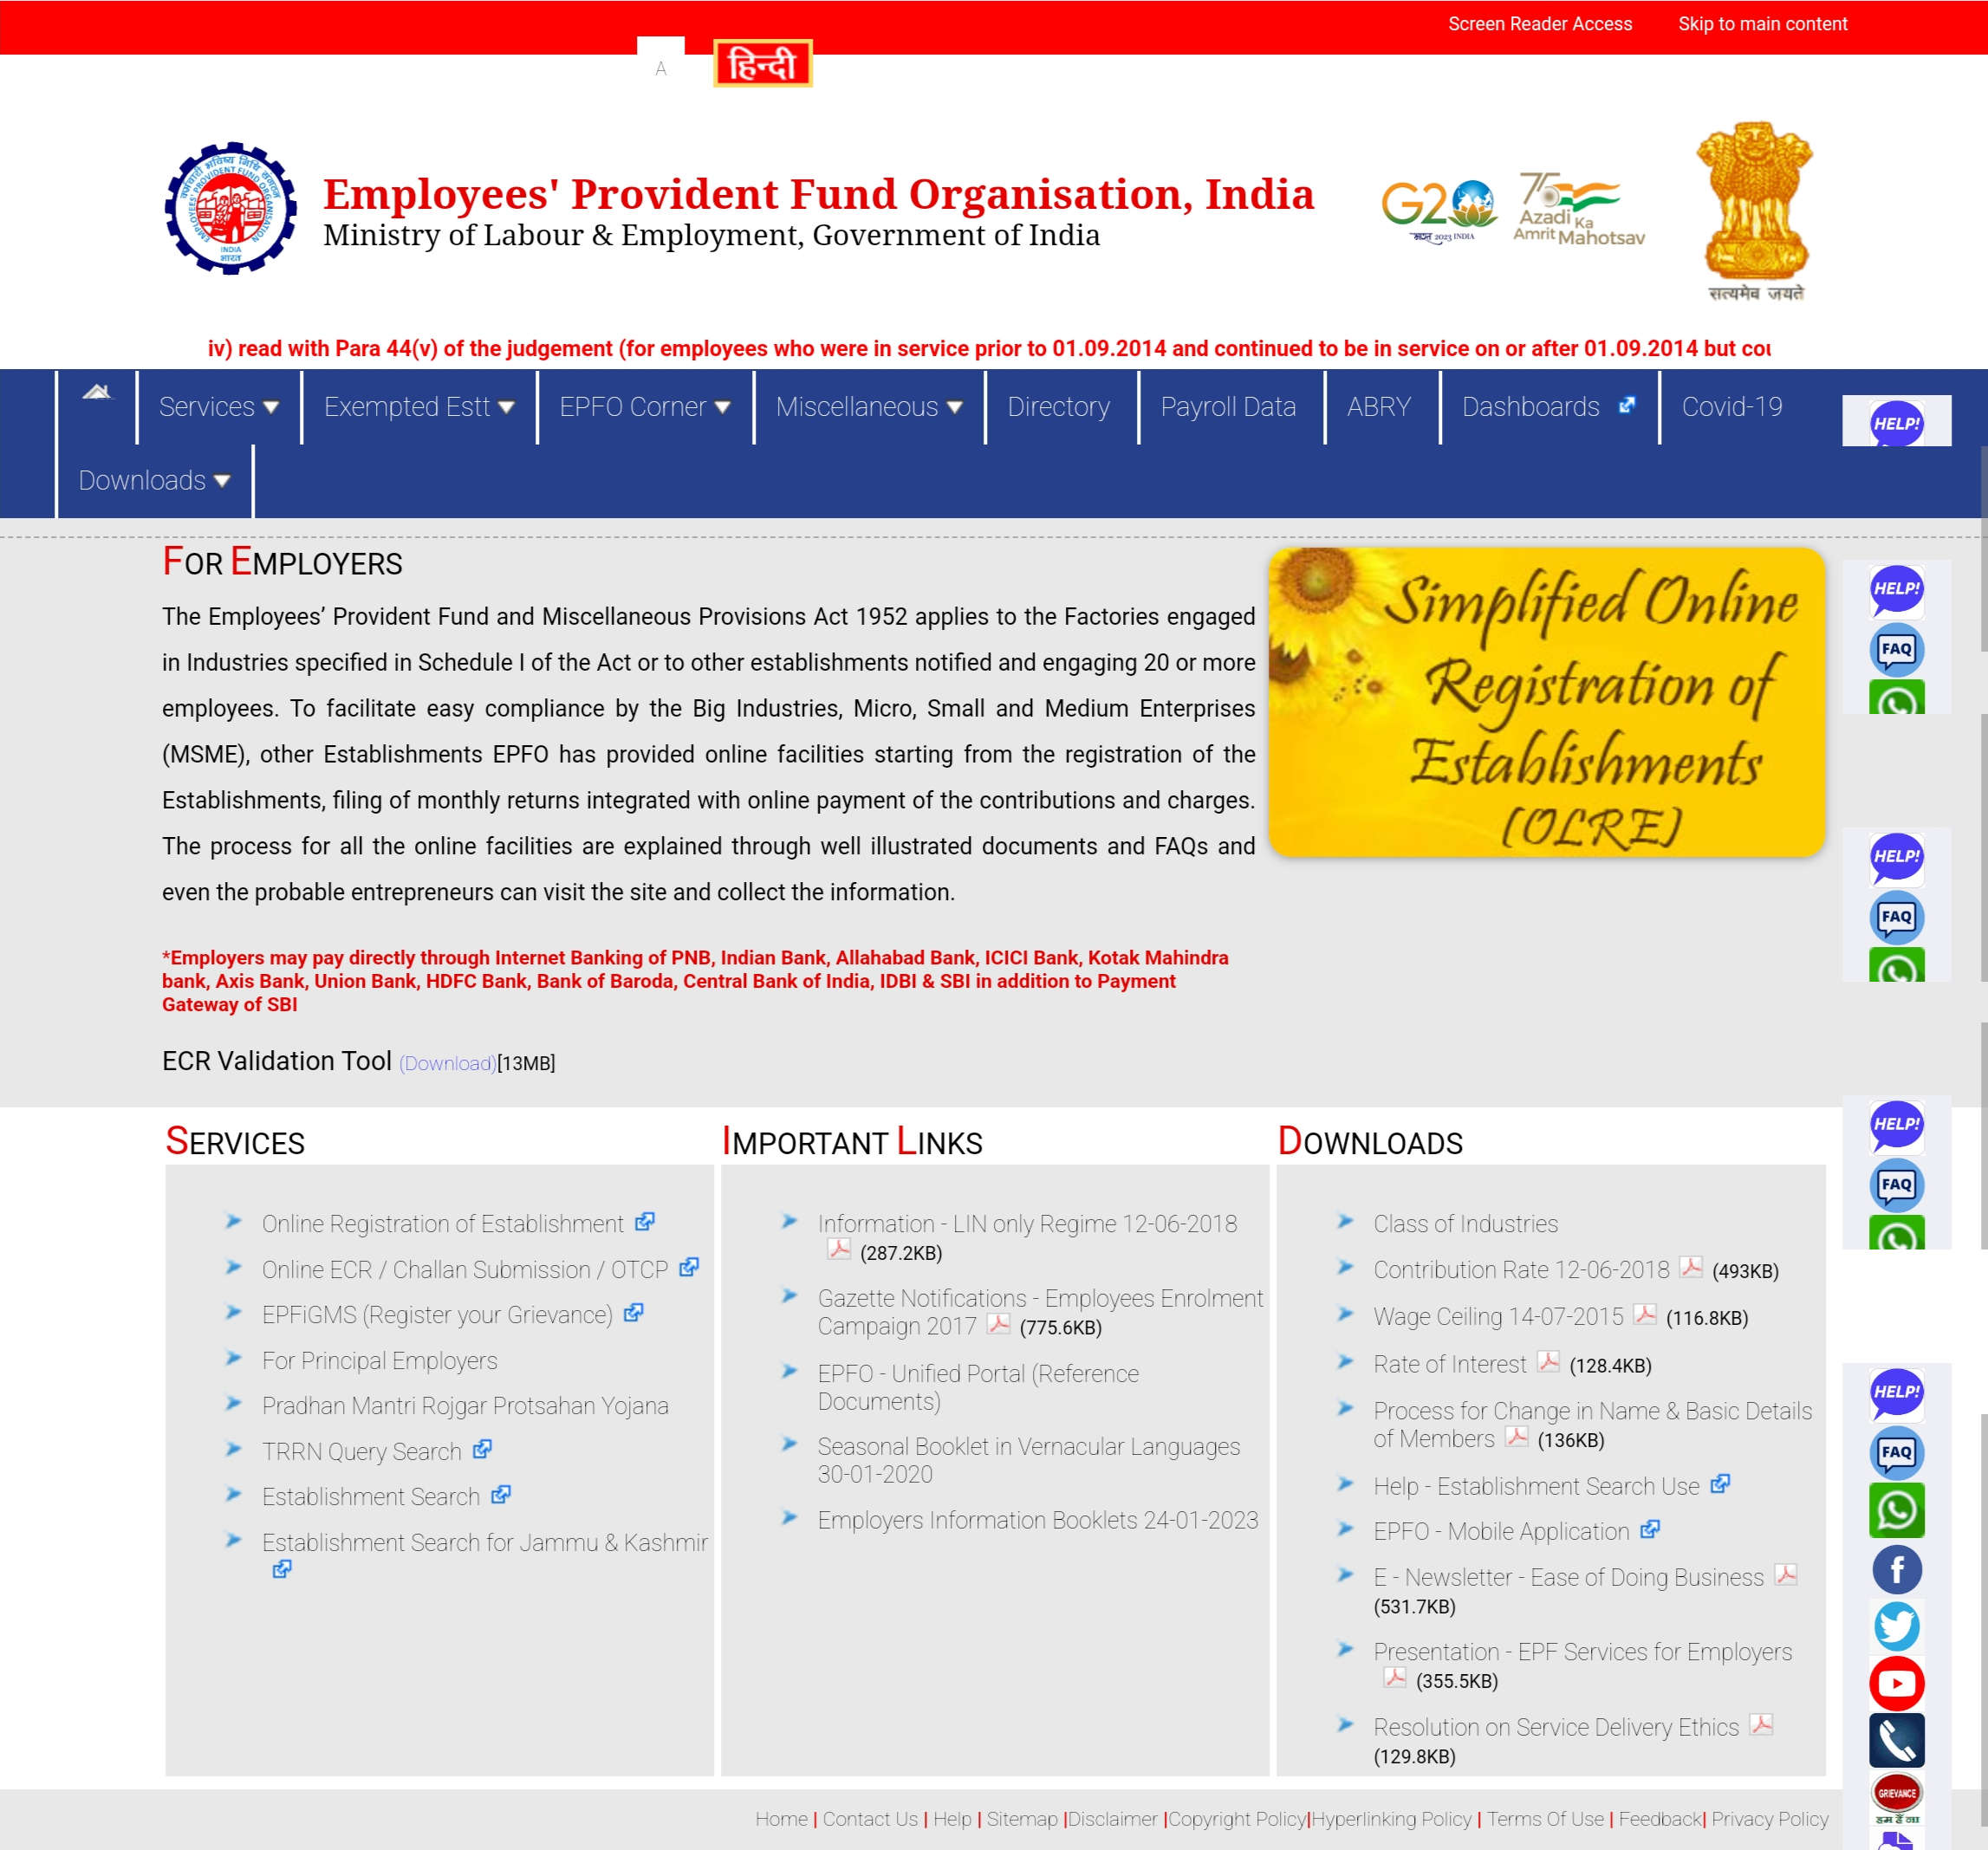 Screen Reader Access Skip to main content
A हिन्दी
Employees' Provident Fund Organisation, India
Ministry of Labour & Employment, Government of India
G20
2023 INDIA
75
Azadi Ka
Amrit Mahotsav
सत्यमेव जयते
EMPLOYEES' PROVIDENT FUND ORGANISATION
INDIA
भारत
iv) read with Para 44(v) of the judgement (for employees who were in service prior to 01.09.2014 and continued to be in service on or after 01.09.2014 but cou
Services Exempted Estt EPFO Corner Miscellaneous Directory Payroll Data ABRY Dashboards Covid-19
HELP!
Downloads
FOR EMPLOYERS
The Employees’ Provident Fund and Miscellaneous Provisions Act 1952 applies to the Factories engaged
in Industries specified in Schedule I of the Act or to other establishments notified and engaging 20 or more
employees. To facilitate easy compliance by the Big Industries, Micro, Small and Medium Enterprises
(MSME), other Establishments EPFO has provided online facilities starting from the registration of the
Establishments, filing of monthly returns integrated with online payment of the contributions and charges.
The process for all the online facilities are explained through well illustrated documents and FAQs and
even the probable entrepreneurs can visit the site and collect the information.
Simplified Online
Registration of
Establishments
(OLRE)
HELP!
FAQ
HELP!
FAQ
*Employers may pay directly through Internet Banking of PNB, Indian Bank, Allahabad Bank, ICICI Bank, Kotak Mahindra
bank, Axis Bank, Union Bank, HDFC Bank, Bank of Baroda, Central Bank of India, IDBI & SBI in addition to Payment
Gateway of SBI
ECR Validation Tool (Download)[13MB]
SERVICES
Online Registration of Establishment
Online ECR / Challan Submission / OTCP
EPFiGMS (Register your Grievance)
For Principal Employers
Pradhan Mantri Rojgar Protsahan Yojana
TRRN Query Search
Establishment Search
Establishment Search for Jammu & Kashmir
IMPORTANT LINKS
Information - LIN only Regime 12-06-2018
(287.2KB)
Gazette Notifications - Employees Enrolment
Campaign 2017 (775.6KB)
EPFO - Unified Portal (Reference
Documents)
Seasonal Booklet in Vernacular Languages
30-01-2020
Employers Information Booklets 24-01-2023
DOWNLOADS
Class of Industries
Contribution Rate 12-06-2018 (493KB)
Wage Ceiling 14-07-2015 (116.8KB)
Rate of Interest (128.4KB)
Process for Change in Name & Basic Details
of Members (136KB)
Help - Establishment Search Use
EPFO - Mobile Application
E - Newsletter - Ease of Doing Business
(531.7KB)
Presentation - EPF Services for Employers
(355.5KB)
Resolution on Service Delivery Ethics
(129.8KB)
HELP!
FAQ
HELP!
FAQ
f
GRIEVANCE
हम हैं ना
Home | Contact Us | Help | Sitemap |Disclaimer |Copyright Policy|Hyperlinking Policy | Terms Of Use | Feedback| Privacy Policy